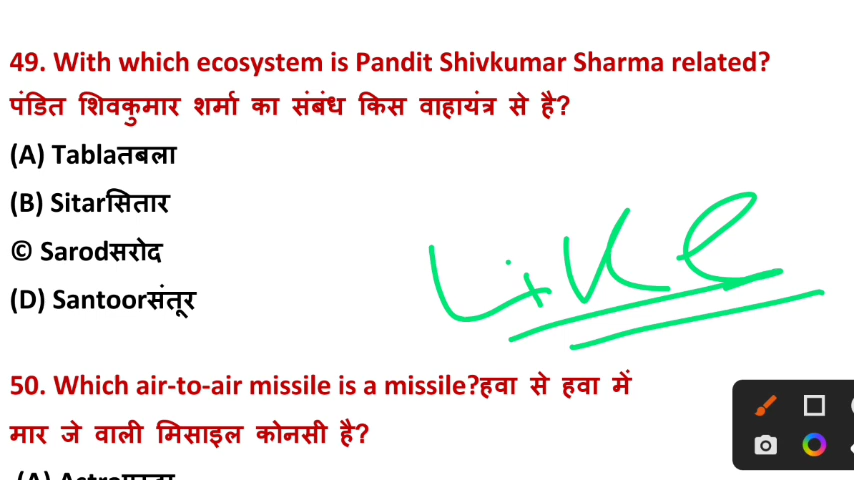 49. With which ecosystem is Pandit Shivkumar Sharma related?
पंडित शिवकुमार शर्मा का संबंध किस वाहायंत्र से है?
(A) Tablaतबला
(B) Sitarसितार
© Sarodसरोद
(D) Santoorसंतूर
Like
50. Which air-to-air missile is a missile?हवा से हवा में
मार जे वाली मिसाइल कोनसी है?
(A)